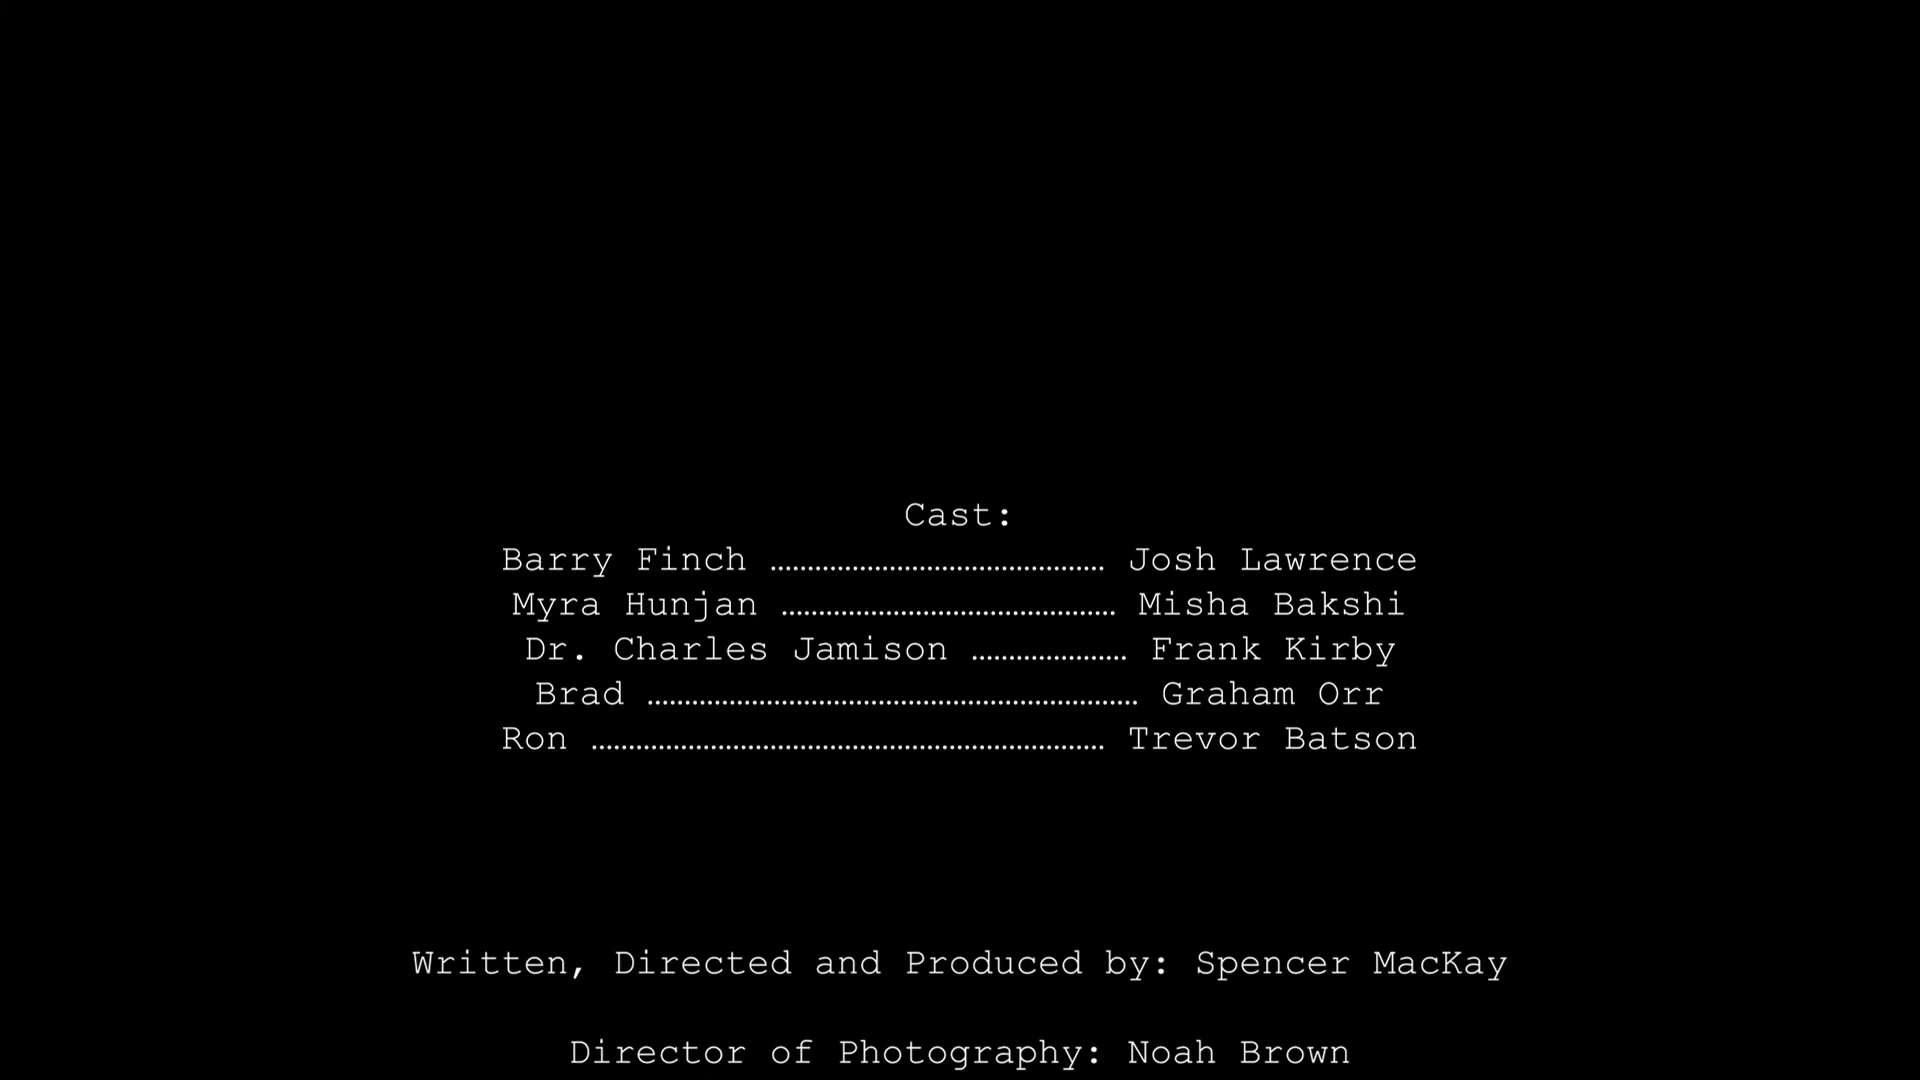 Cast:
Barry Finch ………………………………………… Josh Lawrence
Myra Hunjan ………………………………………… Misha Bakshi
Dr. Charles Jamison ………………… Frank Kirby
Brad ……………………………………………………………… Graham Orr
Ron ………………………………………………………………… Trevor Batson
Written, Directed and Produced by: Spencer MacKay
Director of Photography: Noah Brown